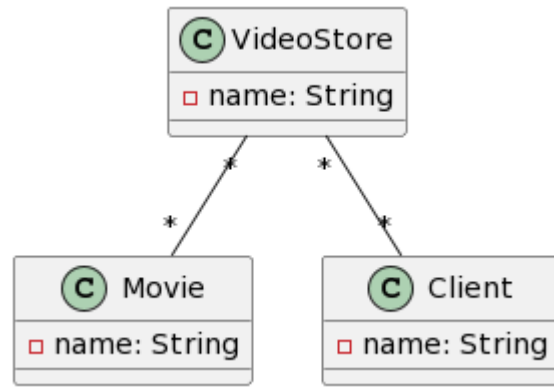 C VideoStore
name: String
* *
* *
C Movie
name: String
C Client
name: String